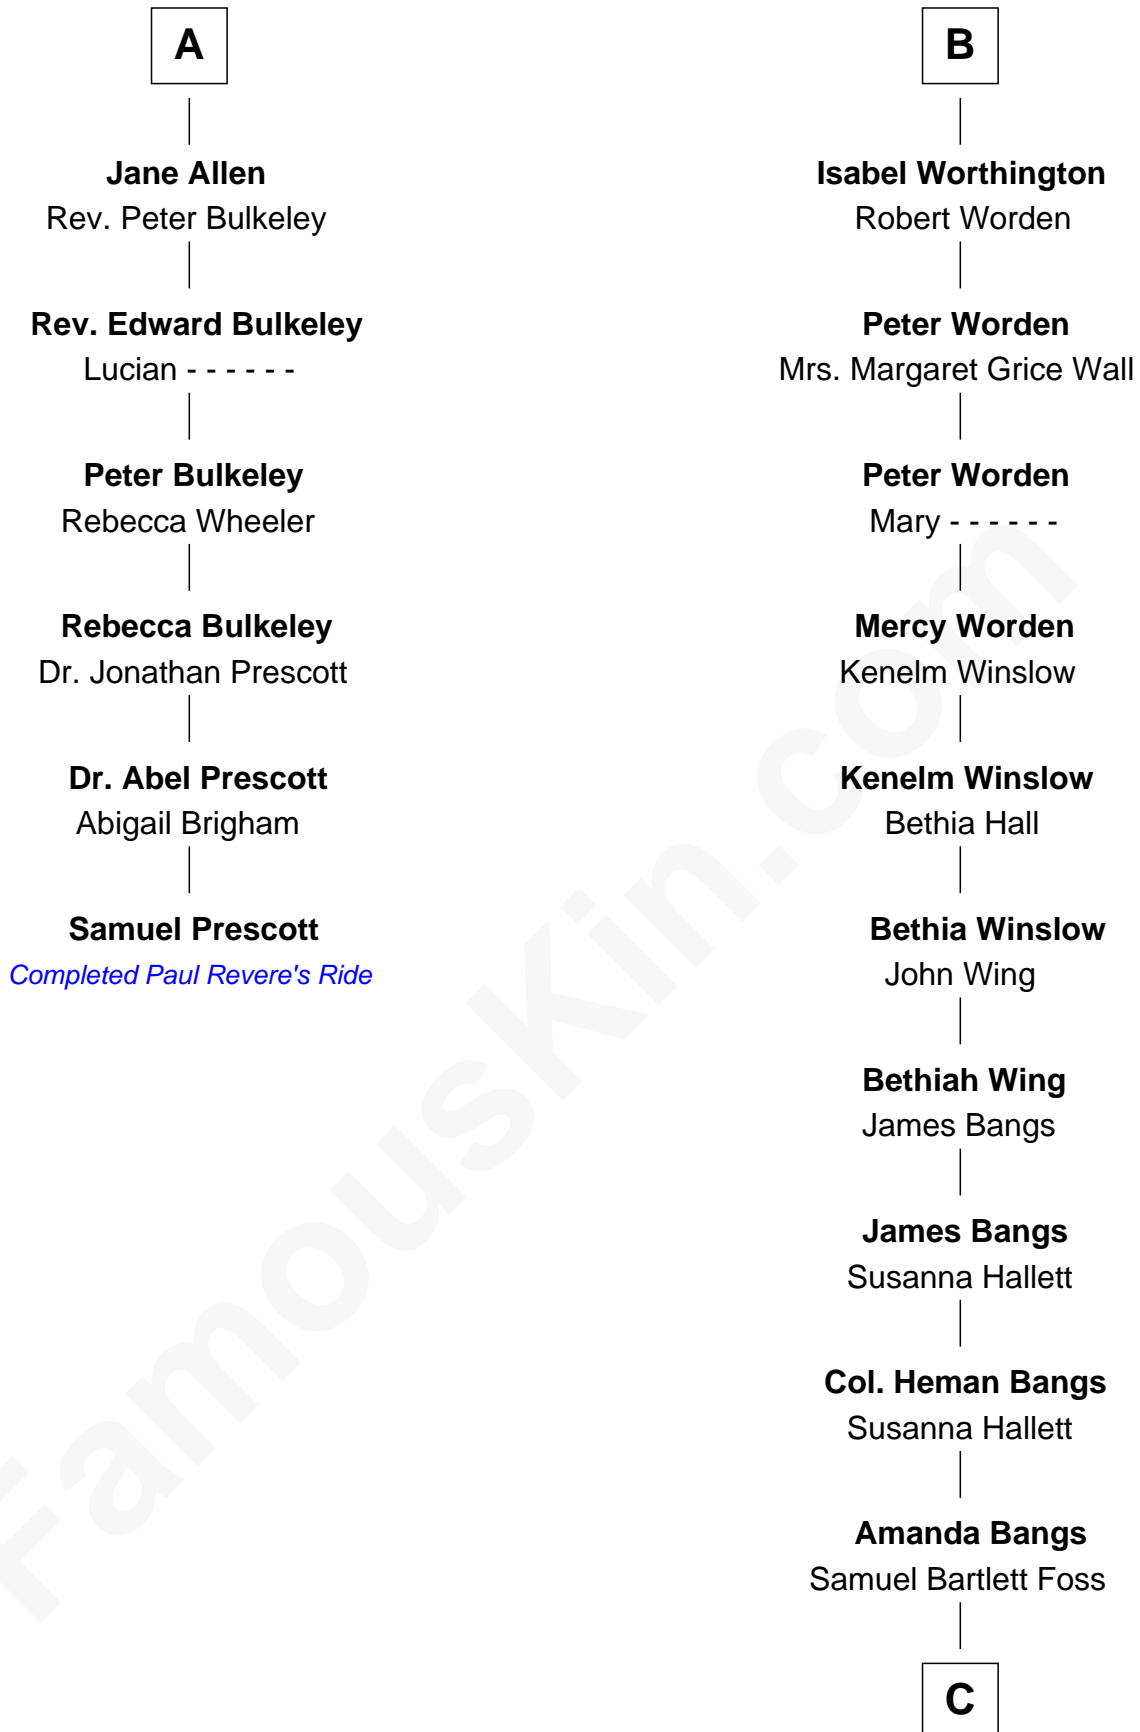 A
Jane Allen
Rev. Peter Bulkeley
Rev. Edward Bulkeley
Lucian - - - - - -
Peter Bulkeley
Rebecca Wheeler
Rebecca Bulkeley
Dr. Jonathan Prescott
Dr. Abel Prescott
Abigail Brigham
Samuel Prescott
Completed Paul Revere's Ride
B
Isabel Worthington
Robert Worden
Peter Worden
Mrs. Margaret Grice Wall
Peter Worden
Mary - - - - - -
Mercy Worden
Kenelm Winslow
Kenelm Winslow
Bethia Hall
Bethia Winslow
John Wing
Bethiah Wing
James Bangs
James Bangs
Susanna Hallett
Col. Heman Bangs
Susanna Hallett
Amanda Bangs
Samuel Bartlett Foss
C
FamousKin.com